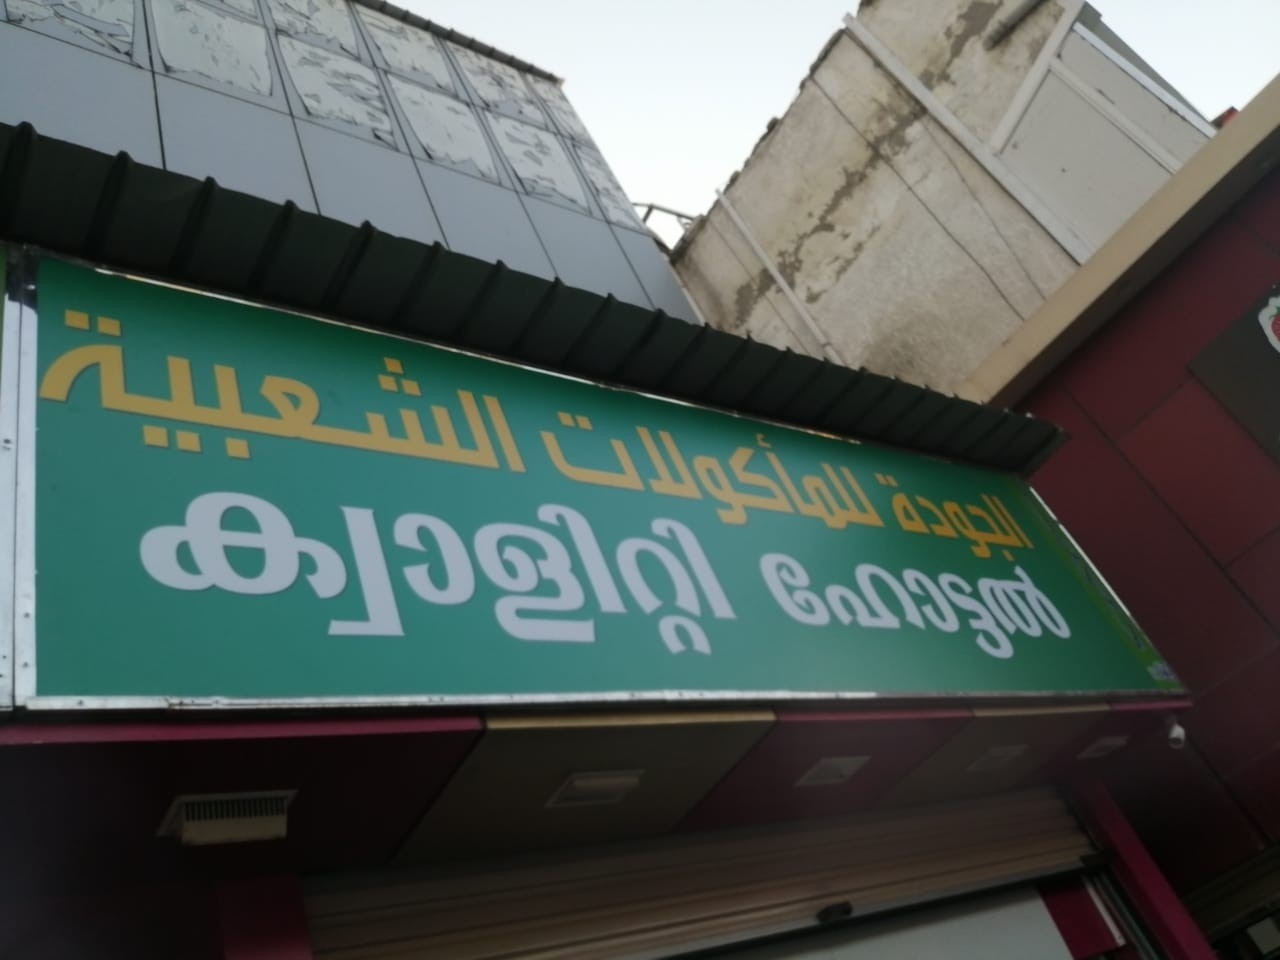 الجودة للمأكولات الشعبية
ക്വാളിറ്റി ഹോട്ടൽ